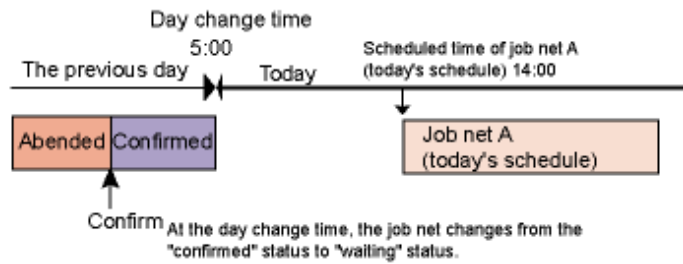 Day change time
5:00
Scheduled time of job net A
(today's schedule) 14:00
The previous day
Today
Abended
Confirmed
Job net A
(today's schedule)
Confirm
At the day change time, the job net changes from the
"confirmed" status to "waiting" status.